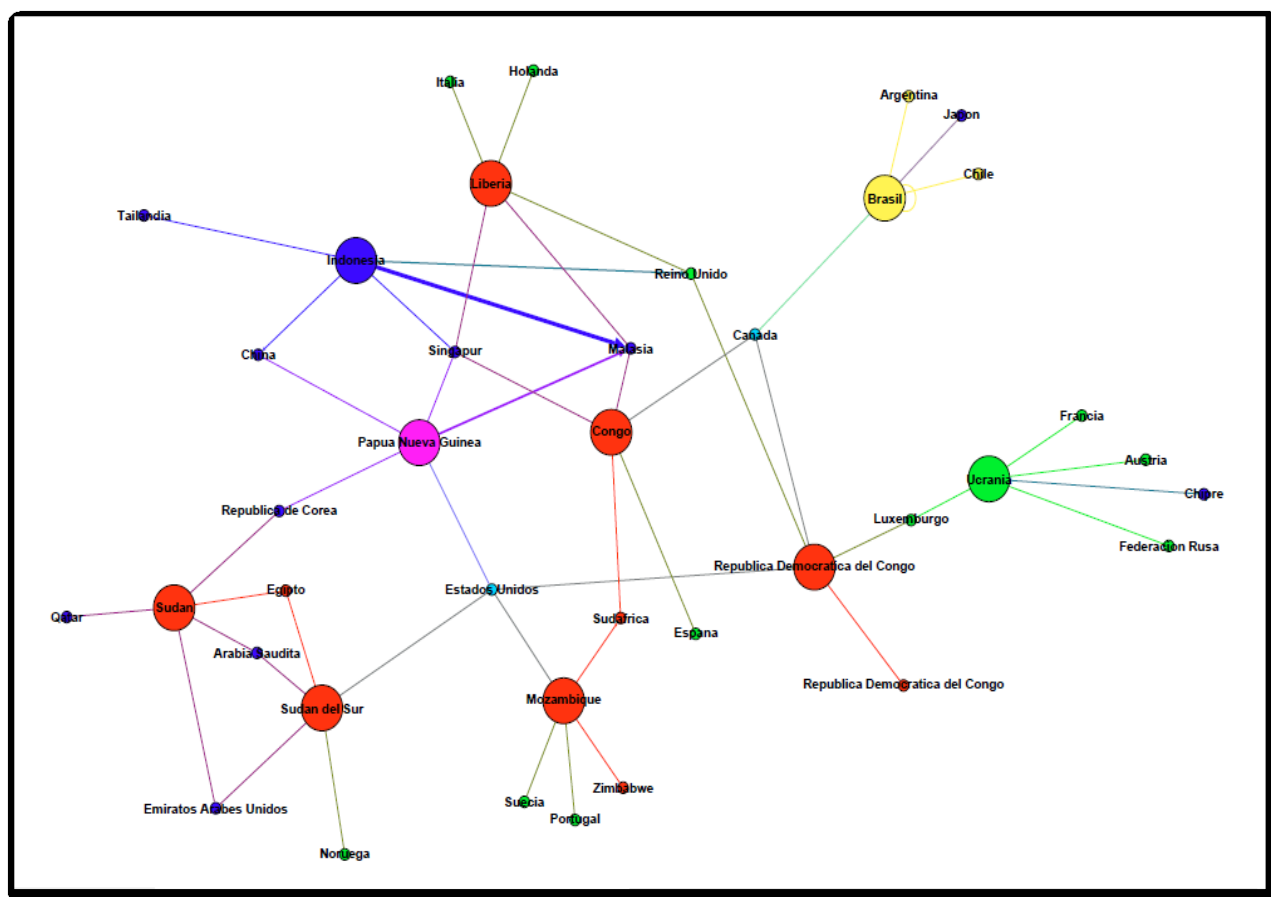 Holanda
Italia
Argentina
Japon
Chile
Liberia
Brasil
Tailandia
Indonesia
Reino Unido
Canada
China
Singapur
Malasia
Francia
Papua Nueva Guinea
Congo
Austria
Ucrania
Chipre
Republica de Corea
Luxemburgo
Federacion Rusa
Republica Democratica del Congo
Egipto
Estados Unidos
Sudan
Qatar
Sudafrica
Espana
Arabia Saudita
Republica Democratica del Congo
Mozambique
Sudan del Sur
Zimbabwe
Suecia
Emiratos Arabes Unidos
Portugal
Noruega